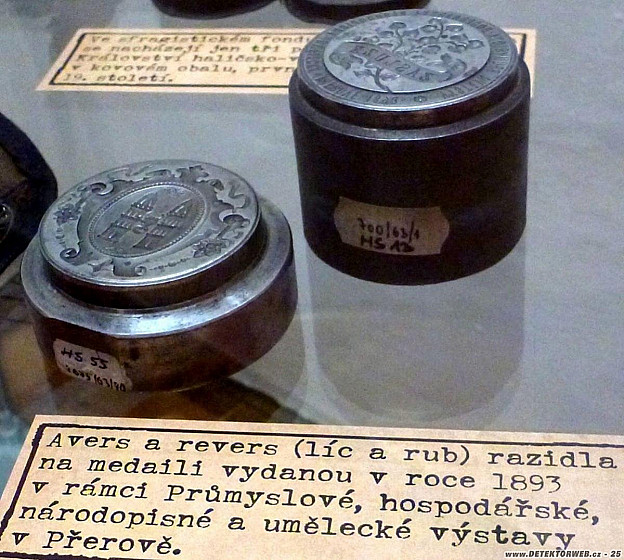 Ve sfragistickém fondu
se nacházejí jen tři
Království haličsko-v
v kovovém obalu,
19. století.
700/63/1
HS 13
HS 55
Avers a revers (líc a rub) razidla
na medaili vydanou v roce 1893
v rámci Průmyslové, hospodářské,
národopisné a umělecké výstavy
v Přerově.
www.DETEKTORWEB.cz - 25